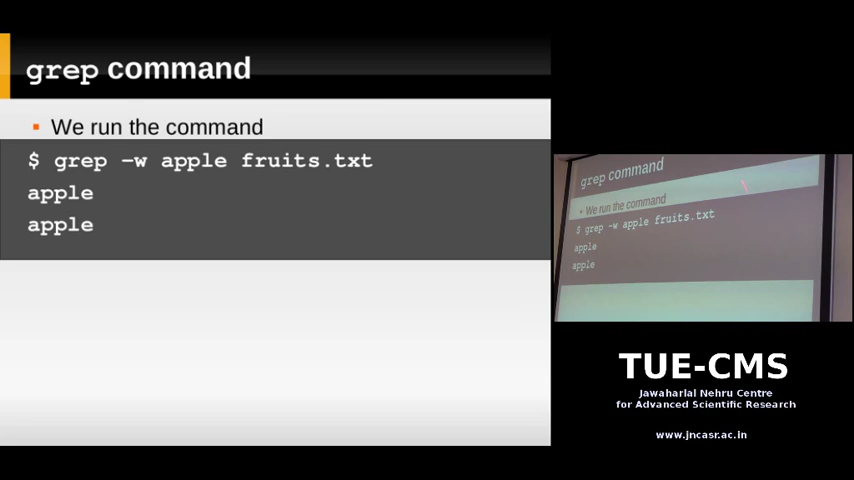 grep command
▪ We run the command
$ grep –w apple fruits.txt
apple
apple
grep command
• We run the command
$ grep -w apple fruits.txt
apple
apple
TUE-CMS
Jawaharlal Nehru Centre
for Advanced Scientific Research
www.jncasr.ac.in